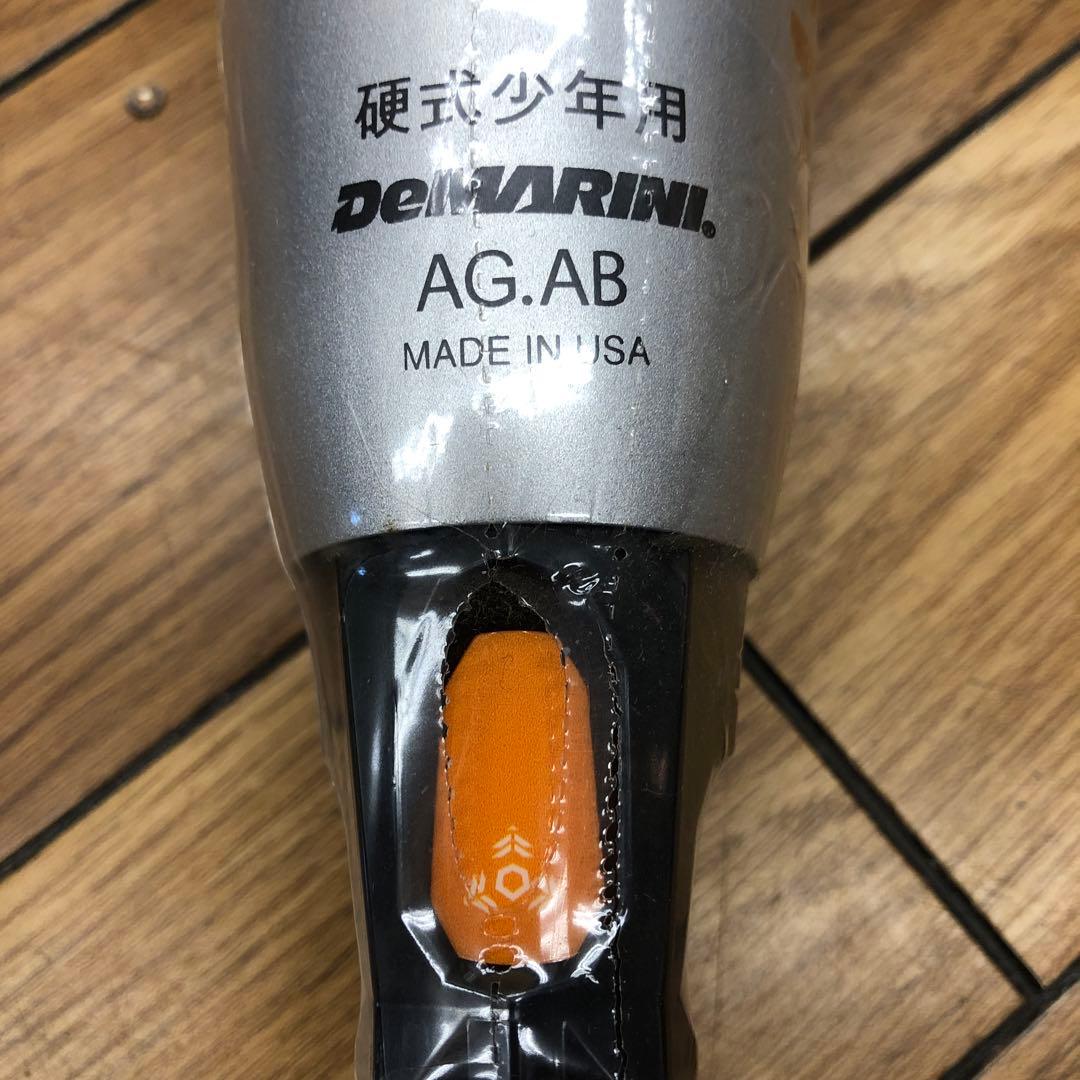 硬式少年用
DeMARINI®
AG.AB
MADE IN USA